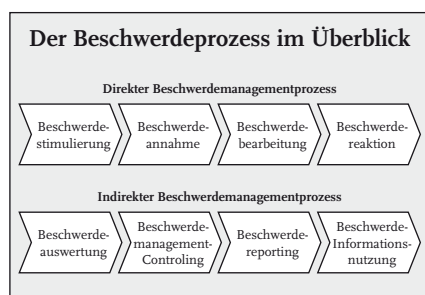 Der Beschwerdeprozess im Überblick
Direkter Beschwerdemanagementprozess
Beschwerde-
stimulierung
Beschwerde-
annahme
Beschwerde-
bearbeitung
Beschwerde-
reaktion
Indirekter Beschwerdemanagementprozess
Beschwerde-
auswertung
Beschwerde-
management-
Controling
Beschwerde-
reporting
Beschwerde-
Informations-
nutzung